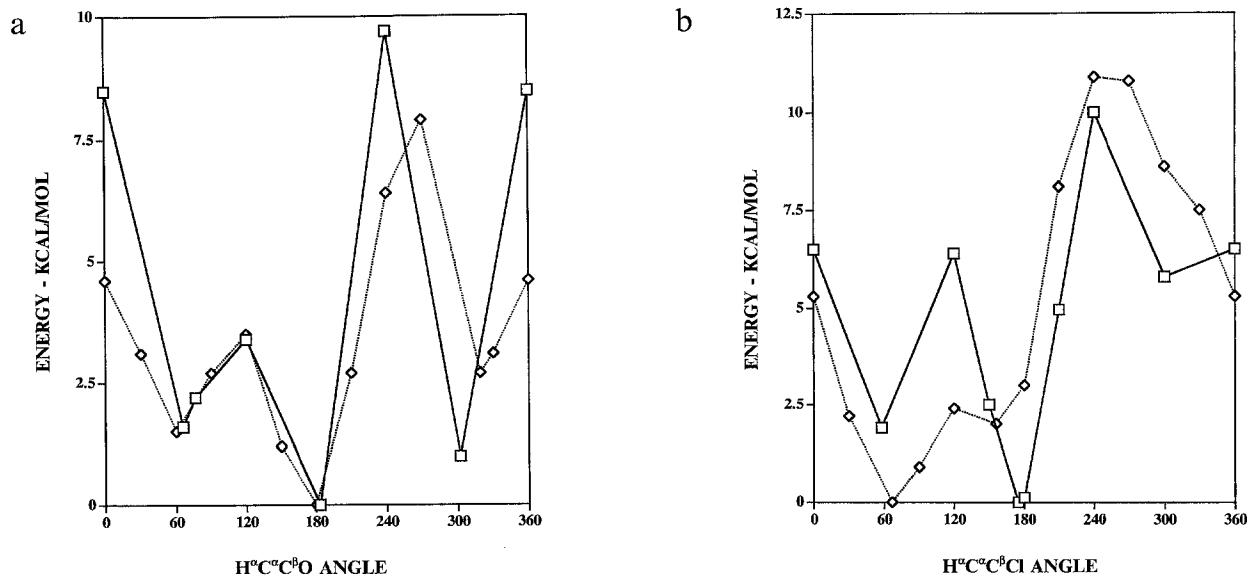 a
10
7.5
5
2.5
0
0 60 120 180 240 300 360
ENERGY - KCAL/MOL
HᵅCᵅCᵝO ANGLE
b
12.5
10
7.5
5
2.5
0
0 60 120 180 240 300 360
ENERGY - KCAL/MOL
HᵅCᵅCᵝCl ANGLE